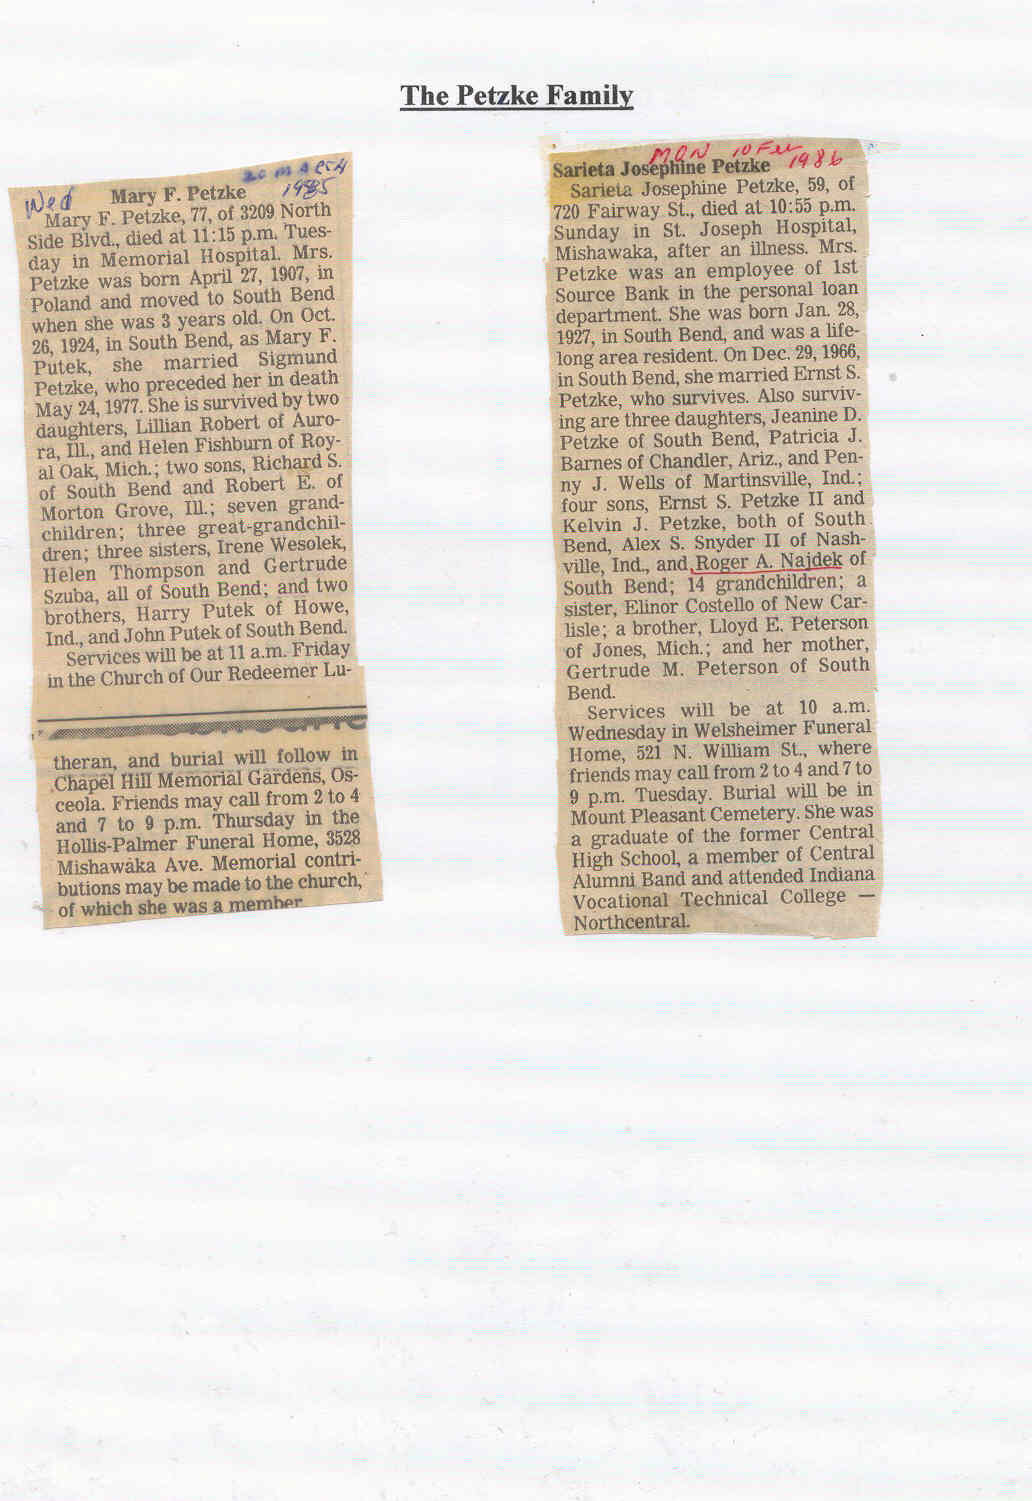 The Petzke Family
Wed 20 MARCH
1985
Mary F. Petzke
Mary F. Petzke, 77, of 3209 North
Side Blvd., died at 11:15 p.m. Tues-
day in Memorial Hospital. Mrs.
Petzke was born April 27, 1907, in
Poland and moved to South Bend
when she was 3 years old. On Oct.
26, 1924, in South Bend, as Mary F.
Putek, she married Sigmund
Petzke, who preceded her in death
May 24, 1977. She is survived by two
daughters, Lillian Robert of Auro-
ra, Ill., and Helen Fishburn of Roy-
al Oak, Mich.; two sons, Richard S.
of South Bend and Robert E. of
Morton Grove, Ill.; seven grand-
children; three great-grandchil-
dren; three sisters, Irene Wesolek,
Helen Thompson and Gertrude
Szuba, all of South Bend; and two
brothers, Harry Putek of Howe,
Ind., and John Putek of South Bend.
Services will be at 11 a.m. Friday
in the Church of Our Redeemer Lu-
theran, and burial will follow in
Chapel Hill Memorial Gardens, Os-
ceola. Friends may call from 2 to 4
and 7 to 9 p.m. Thursday in the
Hollis-Palmer Funeral Home, 3528
Mishawaka Ave. Memorial contri-
butions may be made to the church,
of which she was a member
MON 10 Feb
1986
Sarieta Josephine Petzke
Sarieta Josephine Petzke, 59, of
720 Fairway St., died at 10:55 p.m.
Sunday in St. Joseph Hospital,
Mishawaka, after an illness. Mrs.
Petzke was an employee of 1st
Source Bank in the personal loan
department. She was born Jan. 28,
1927, in South Bend, and was a life-
long area resident. On Dec. 29, 1966,
in South Bend, she married Ernst S.
Petzke, who survives. Also surviv-
ing are three daughters, Jeanine D.
Petzke of South Bend, Patricia J.
Barnes of Chandler, Ariz., and Pen-
ny J. Wells of Martinsville, Ind.;
four sons, Ernst S. Petzke II and
Kelvin J. Petzke, both of South
Bend, Alex S. Snyder II of Nash-
ville, Ind., and Roger A. Najdek of
South Bend; 14 grandchildren; a
sister, Elinor Costello of New Car-
lisle; a brother, Lloyd E. Peterson
of Jones, Mich.; and her mother,
Gertrude M. Peterson of South
Bend.
Services will be at 10 a.m.
Wednesday in Welsheimer Funeral
Home, 521 N. William St., where
friends may call from 2 to 4 and 7 to
9 p.m. Tuesday. Burial will be in
Mount Pleasant Cemetery. She was
a graduate of the former Central
High School, a member of Central
Alumni Band and attended Indiana
Vocational Technical College —
Northcentral.